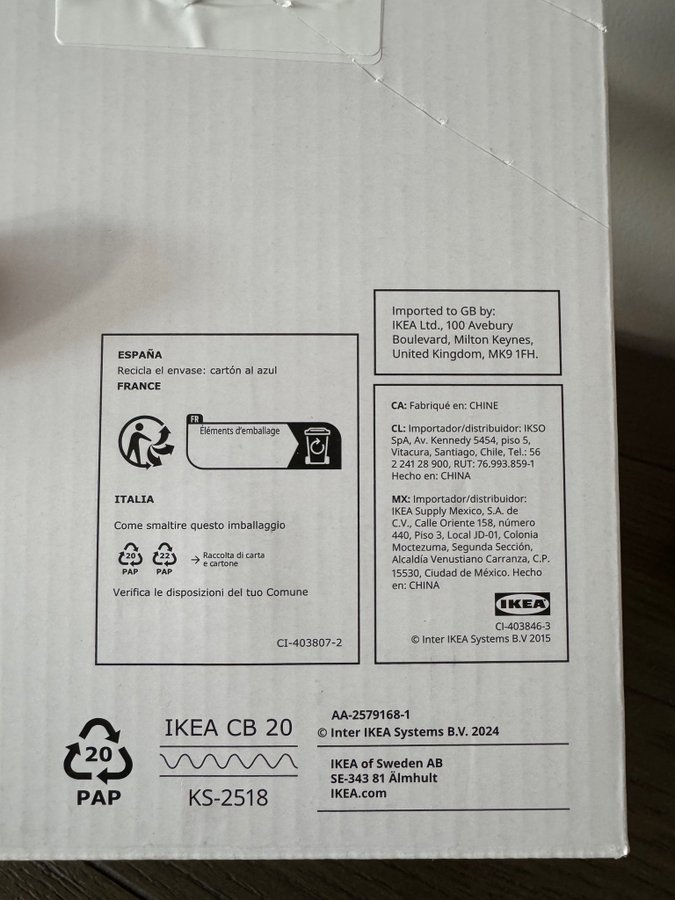 Imported to GB by:
IKEA Ltd., 100 Avebury
Boulevard, Milton Keynes,
United Kingdom, MK9 1FH.
ESPAÑA
Recicla el envase: cartón al azul
FRANCE
FR
Éléments d'emballage
ITALIA
Come smaltire questo imballaggio
20
PAP
22
PAP
→ Raccolta di carta
e cartone
Verifica le disposizioni del tuo Comune
CI-403807-2
CA: Fabriqué en: CHINE
CL: Importador/distribuidor: IKSO
SpA, Av. Kennedy 5454, piso 5,
Vitacura, Santiago, Chile, Tel.: 56
2 241 28 900, RUT: 76.993.859-1
Hecho en: CHINA
MX: Importador/distribuidor:
IKEA Supply Mexico, S.A. de
C.V., Calle Oriente 158, número
440, Piso 3, Local JD-01, Colonia
Moctezuma, Segunda Sección,
Alcaldía Venustiano Carranza, C.P.
15530, Ciudad de México. Hecho
en: CHINA
IKEA
CI-403846-3
© Inter IKEA Systems B.V 2015
20
PAP
IKEA CB 20
KS-2518
AA-2579168-1
© Inter IKEA Systems B.V. 2024
IKEA of Sweden AB
SE-343 81 Älmhult
IKEA.com